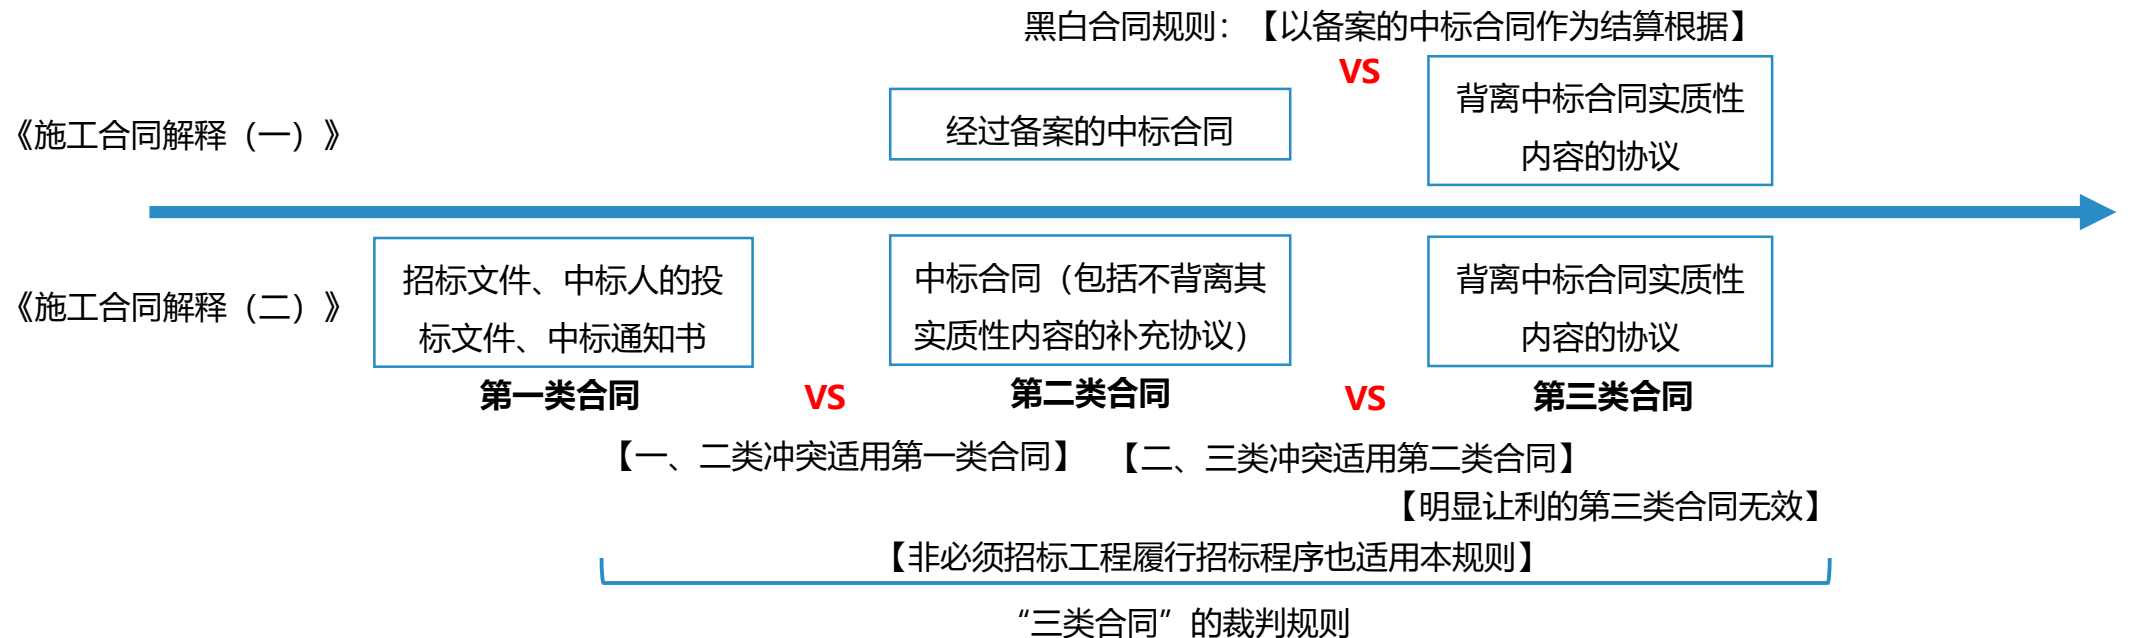 黑白合同规则：【以备案的中标合同作为结算根据】
VS
《施工合同解释（一）》
经过备案的中标合同
背离中标合同实质性
内容的协议
《施工合同解释（二）》
招标文件、中标人的投
标文件、中标通知书
中标合同（包括不背离其
实质性内容的补充协议）
背离中标合同实质性
内容的协议
第一类合同
VS
第二类合同
VS
第三类合同
【一、二类冲突适用第一类合同】
【二、三类冲突适用第二类合同】
【明显让利的第三类合同无效】
【非必须招标工程履行招标程序也适用本规则】
“三类合同”的裁判规则